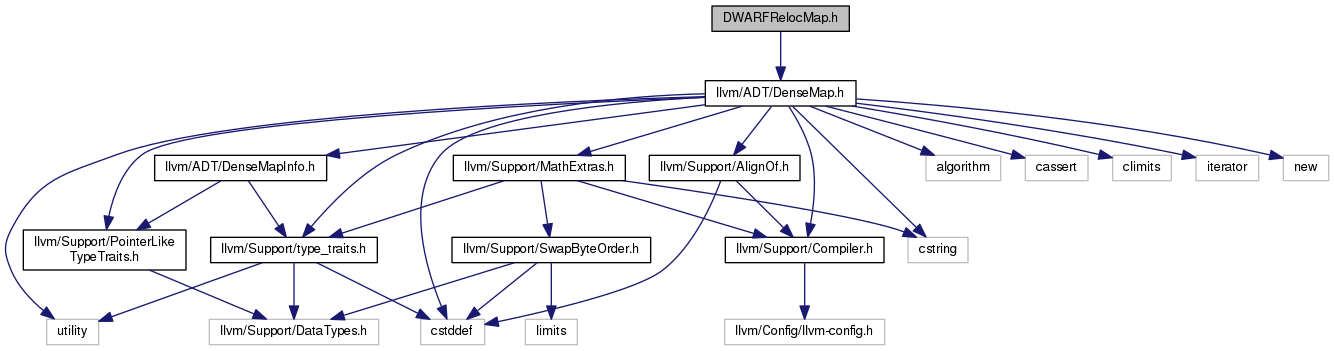 DWARFRelocMap.h
llvm/ADT/DenseMap.h
llvm/ADT/DenseMapInfo.h
llvm/Support/MathExtras.h
llvm/Support/AlignOf.h
algorithm
cassert
climits
iterator
new
llvm/Support/PointerLike
TypeTraits.h
llvm/Support/type_traits.h
llvm/Support/SwapByteOrder.h
llvm/Support/Compiler.h
cstring
utility
llvm/Support/DataTypes.h
cstddef
limits
llvm/Config/llvm-config.h